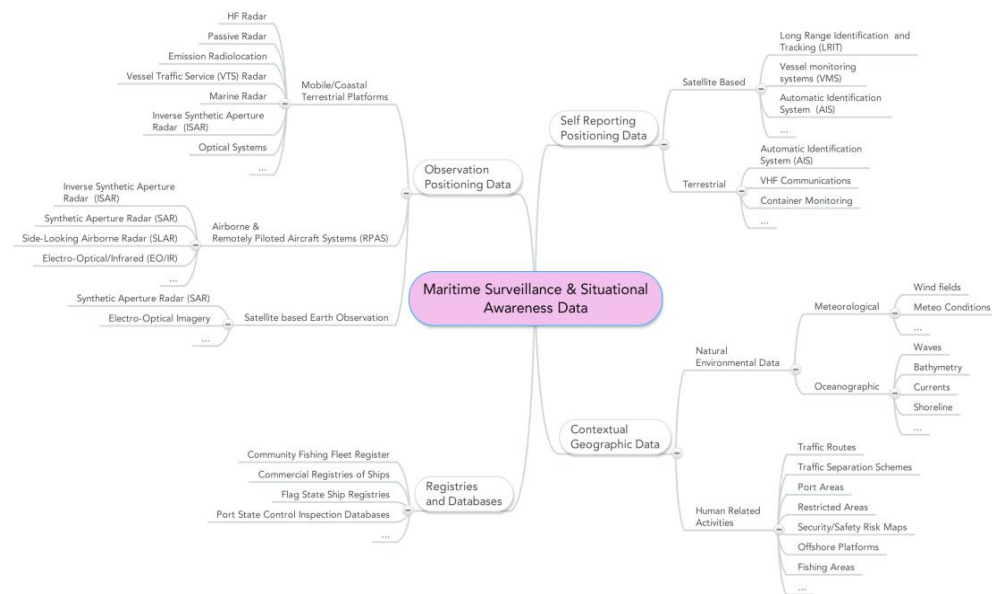 HF Radar
Passive Radar
Emission Radiolocation
Vessel Traffic Service (VTS) Radar
Marine Radar
Inverse Synthetic Aperture
Radar (ISAR)
Optical Systems
...
Mobile/Coastal
Terrestrial Platforms
Inverse Synthetic Aperture
Radar (ISAR)
Synthetic Aperture Radar (SAR)
Side-Looking Airborne Radar (SLAR)
Electro-Optical/Infrared (EO/IR)
...
Airborne &
Remotely Piloted Aircraft Systems (RPAS)
Synthetic Aperture Radar (SAR)
Electro-Optical Imagery
...
Satellite based Earth Observation
Observation
Positioning Data
Self Reporting
Positioning Data
Satellite Based
Long Range Identification and
Tracking (LRIT)
Vessel monitoring
systems (VMS)
Automatic Identification
System (AIS)
...
Terrestrial
Automatic Identification
System (AIS)
VHF Communications
Container Monitoring
...
Maritime Surveillance & Situational
Awareness Data
Community Fishing Fleet Register
Commercial Registries of Ships
Flag State Ship Registries
Port State Control Inspection Databases
...
Registries
and Databases
Contextual
Geographic Data
Natural
Environmental Data
Meteorological
Wind fields
Meteo Conditions
...
Oceanographic
Waves
Bathymetry
Currents
Shoreline
...
Human Related
Activities
Traffic Routes
Traffic Separation Schemes
Port Areas
Restricted Areas
Security/Safety Risk Maps
Offshore Platforms
Fishing Areas
...